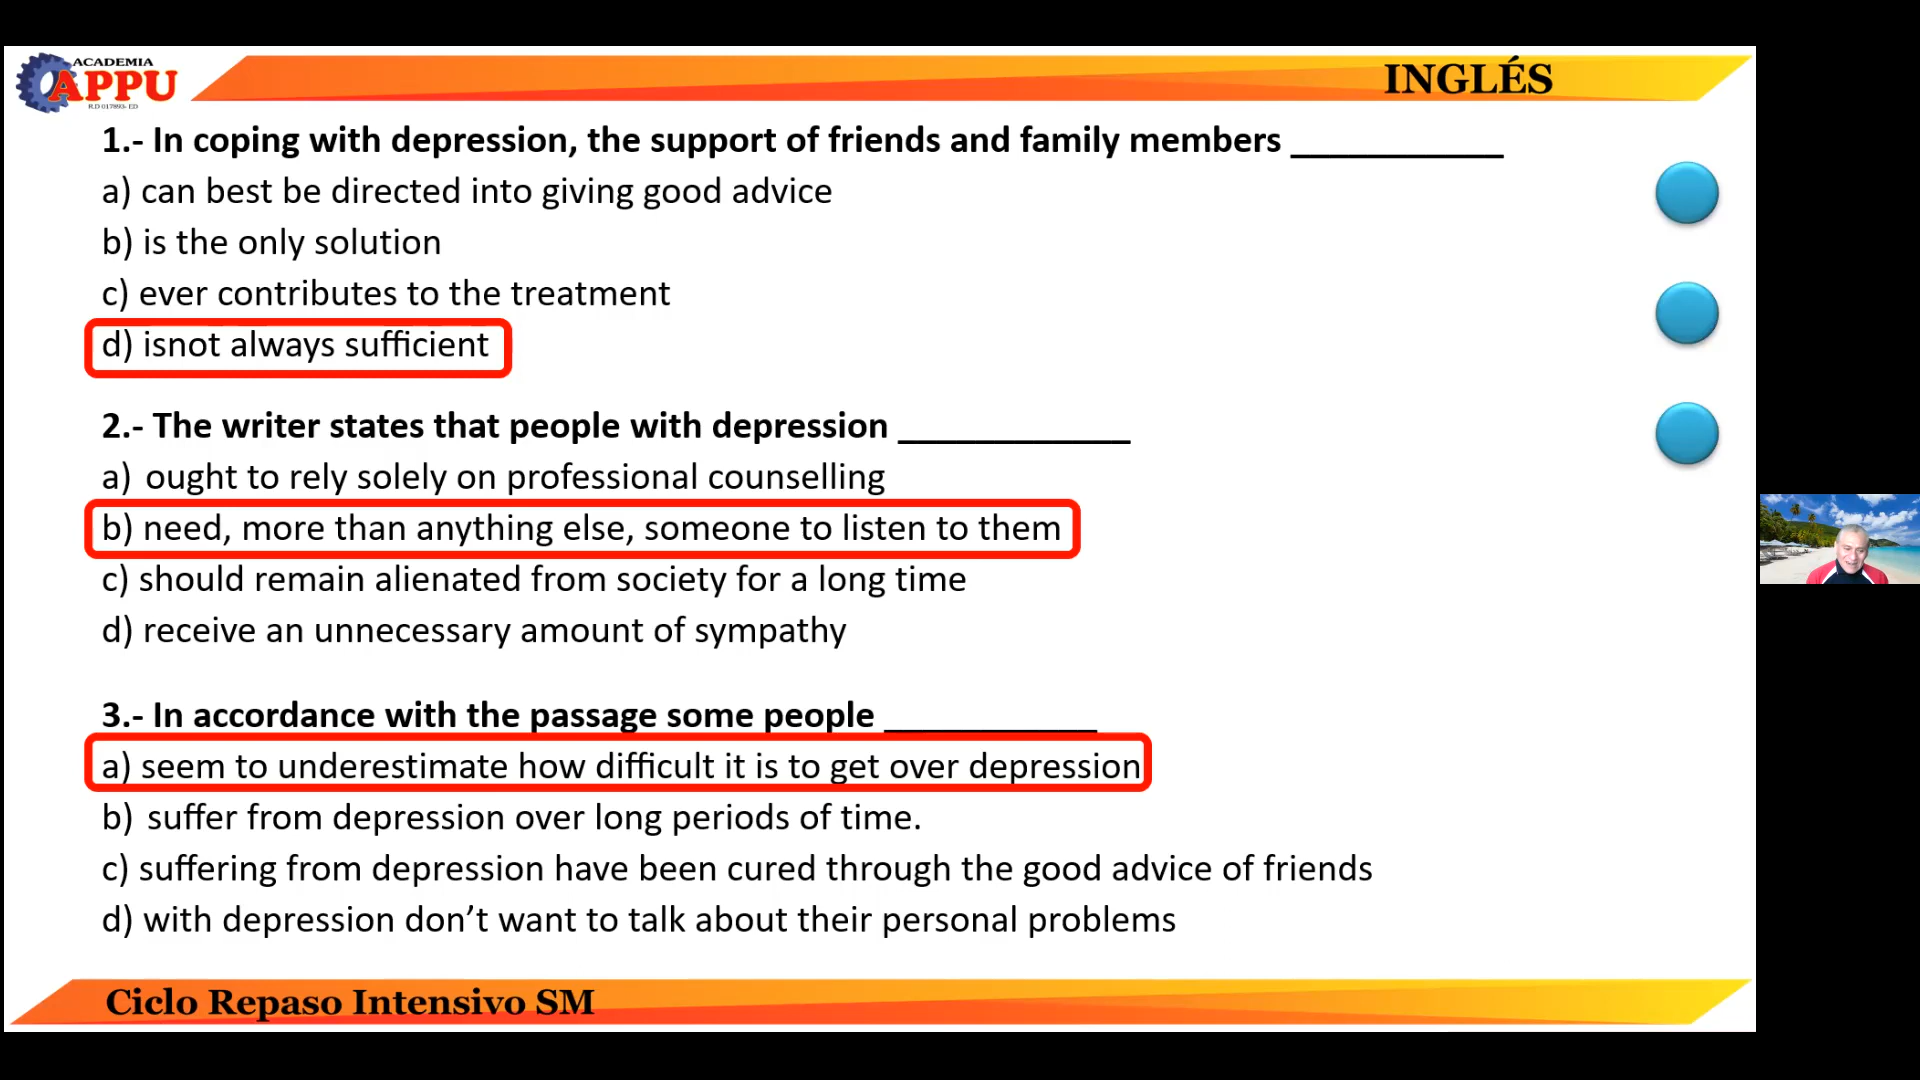 ACADEMIA
APPU
R.D 017893- ED
INGLÉS
1.- In coping with depression, the support of friends and family members ___________
a) can best be directed into giving good advice
b) is the only solution
c) ever contributes to the treatment
d) isnot always sufficient
2.- The writer states that people with depression ____________
a) ought to rely solely on professional counselling
b) need, more than anything else, someone to listen to them
c) should remain alienated from society for a long time
d) receive an unnecessary amount of sympathy
3.- In accordance with the passage some people ___________
a) seem to underestimate how difficult it is to get over depression
b) suffer from depression over long periods of time.
c) suffering from depression have been cured through the good advice of friends
d) with depression don’t want to talk about their personal problems
Ciclo Repaso Intensivo SM